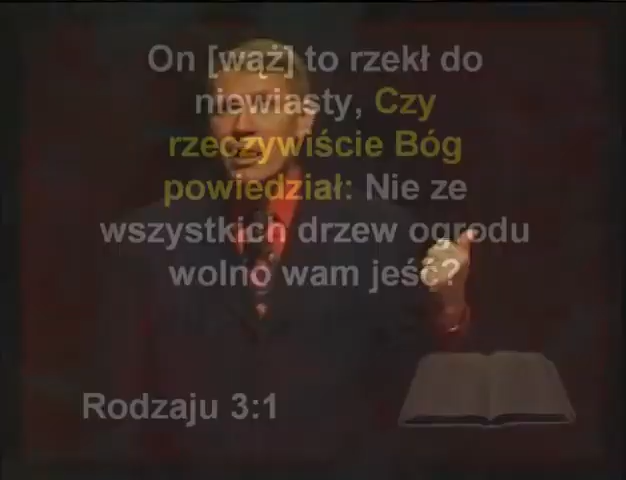 On [wąż] to rzekł do
niewiasty, Czy
rzeczywiście Bóg
powiedział: Nie ze
wszystkich drzew ogrodu
wolno wam jeść?
Rodzaju 3:1